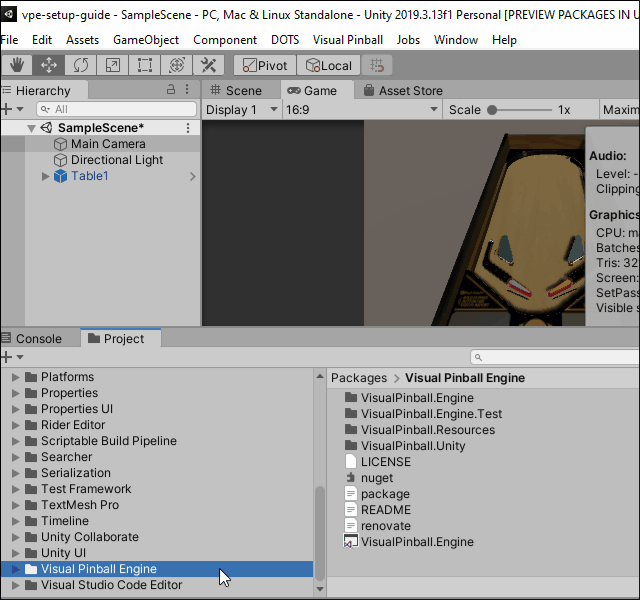 vpe-setup-guide - SampleScene - PC, Mac & Linux Standalone - Unity 2019.3.13f1 Personal [PREVIEW PACKAGES IN U
File Edit Assets GameObject Component DOTS Visual Pinball Jobs Window Help
Pivot Local
Hierarchy
All
SampleScene*
Main Camera
Directional Light
Table1
Scene Game Asset Store
Display 1 16:9 Scale 1x Maxim
Audio:
Level: -
Clipping
Graphics
CPU: ma
Batches
Tris: 32
Screen:
SetPass
Visible s
Console Project
Platforms
Properties
Properties UI
Rider Editor
Scriptable Build Pipeline
Searcher
Serialization
Test Framework
TextMesh Pro
Timeline
Unity Collaborate
Unity UI
Visual Pinball Engine
Visual Studio Code Editor
Packages > Visual Pinball Engine
VisualPinball.Engine
VisualPinball.Engine.Test
VisualPinball.Resources
VisualPinball.Unity
LICENSE
nuget
package
README
renovate
VisualPinball.Engine